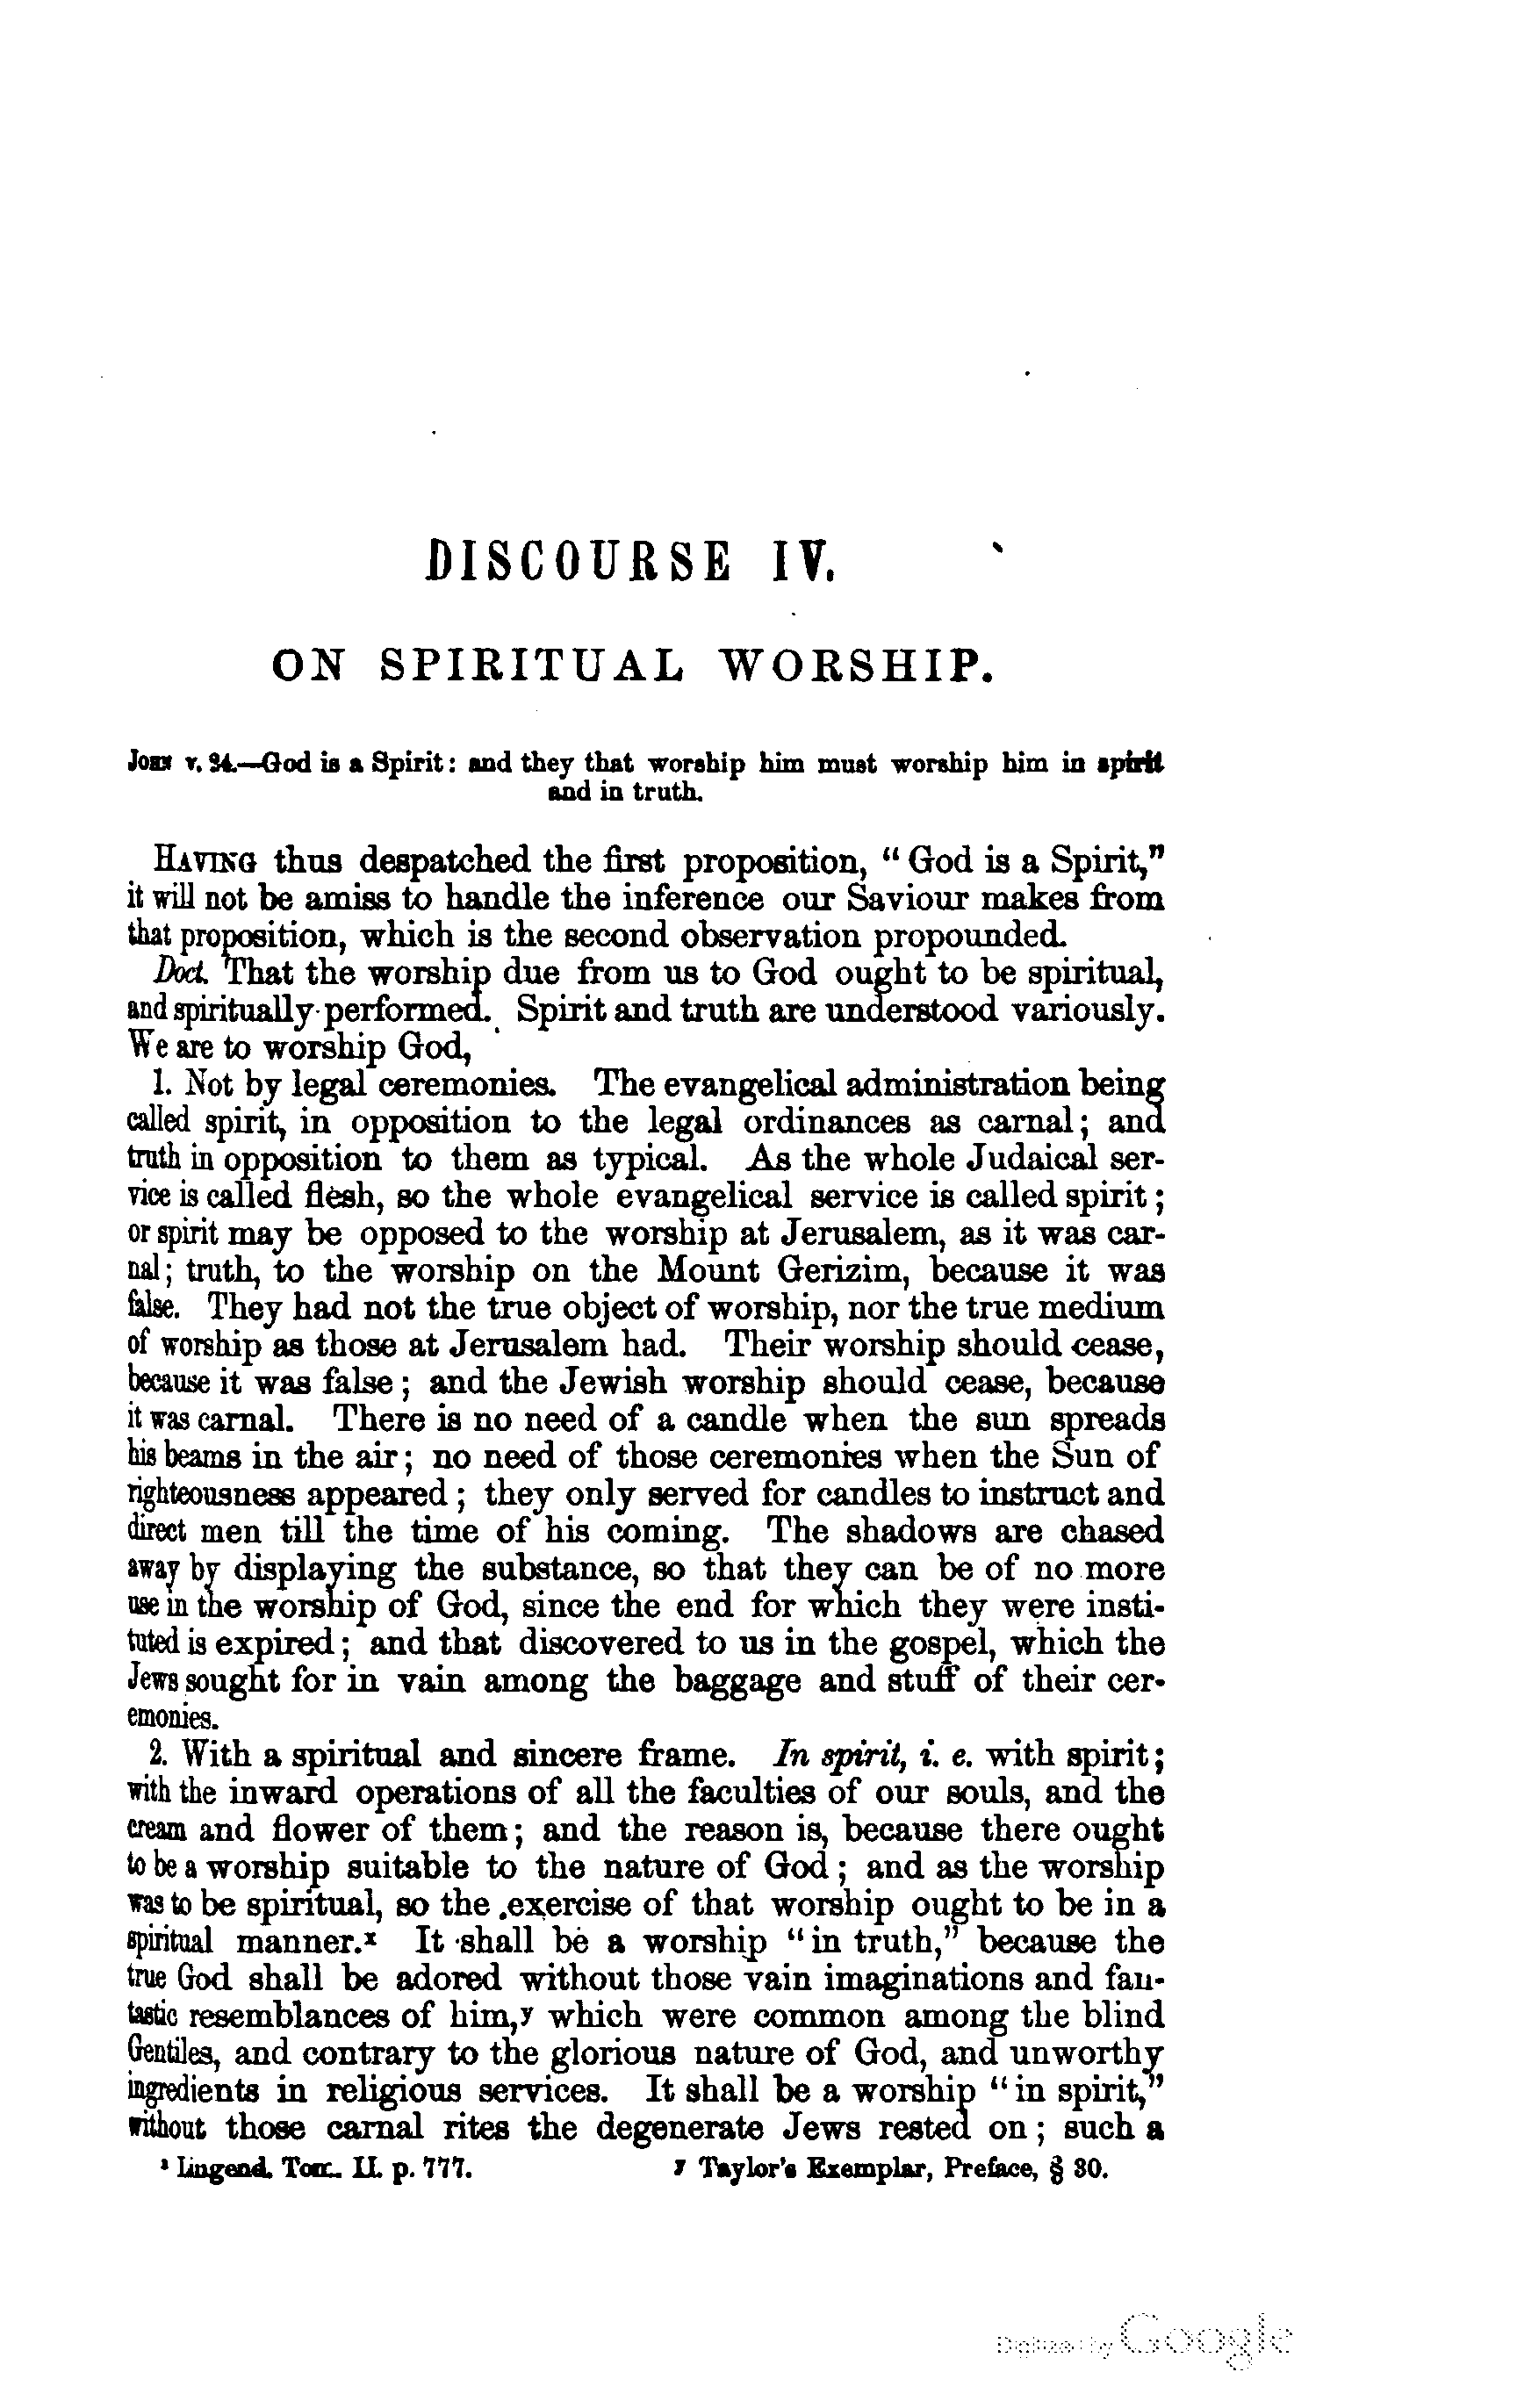 DISCOURSE IV.
ON SPIRITUAL WORSHIP.
JOHN v. 24.—God is a Spirit: and they that worship him must worship him in spirit
and in truth.
HAVING thus despatched the first proposition, “God is a Spirit,”
it will not be amiss to handle the inference our Saviour makes from
that proposition, which is the second observation propounded.
Doct. That the worship due from us to God ought to be spiritual,
and spiritually performed. Spirit and truth are understood variously.
We are to worship God,
1. Not by legal ceremonies. The evangelical administration being
called spirit, in opposition to the legal ordinances as carnal; and
truth in opposition to them as typical. As the whole Judaical ser-
vice is called flesh, so the whole evangelical service is called spirit;
or spirit may be opposed to the worship at Jerusalem, as it was car-
nal; truth, to the worship on the Mount Gerizim, because it was
false. They had not the true object of worship, nor the true medium
of worship as those at Jerusalem had. Their worship should cease,
because it was false; and the Jewish worship should cease, because
it was carnal. There is no need of a candle when the sun spreads
his beams in the air; no need of those ceremonies when the Sun of
righteousness appeared; they only served for candles to instruct and
direct men till the time of his coming. The shadows are chased
away by displaying the substance, so that they can be of no more
use in the worship of God, since the end for which they were insti-
tuted is expired; and that discovered to us in the gospel, which the
Jews sought for in vain among the baggage and stuff of their cer-
emonies.
2. With a spiritual and sincere frame. In spirit, i. e. with spirit;
with the inward operations of all the faculties of our souls, and the
cream and flower of them; and the reason is, because there ought
to be a worship suitable to the nature of God; and as the worship
was to be spiritual, so the exercise of that worship ought to be in a
spiritual manner.x It shall be a worship “in truth,” because the
true God shall be adored without those vain imaginations and fan-
tastic resemblances of him,y which were common among the blind
Gentiles, and contrary to the glorious nature of God, and unworthy
ingredients in religious services. It shall be a worship “in spirit,”
without those carnal rites the degenerate Jews rested on; such a
x Lingend. Tom. II. p. 777. y Taylor's Exemplar, Preface, § 30.
Digitized by Google